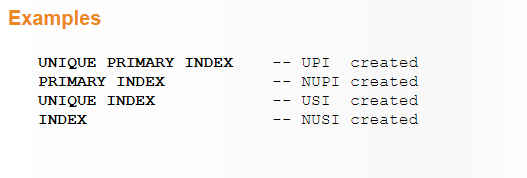 Examples
UNIQUE PRIMARY INDEX -- UPI created
PRIMARY INDEX -- NUPI created
UNIQUE INDEX -- USI created
INDEX -- NUSI created